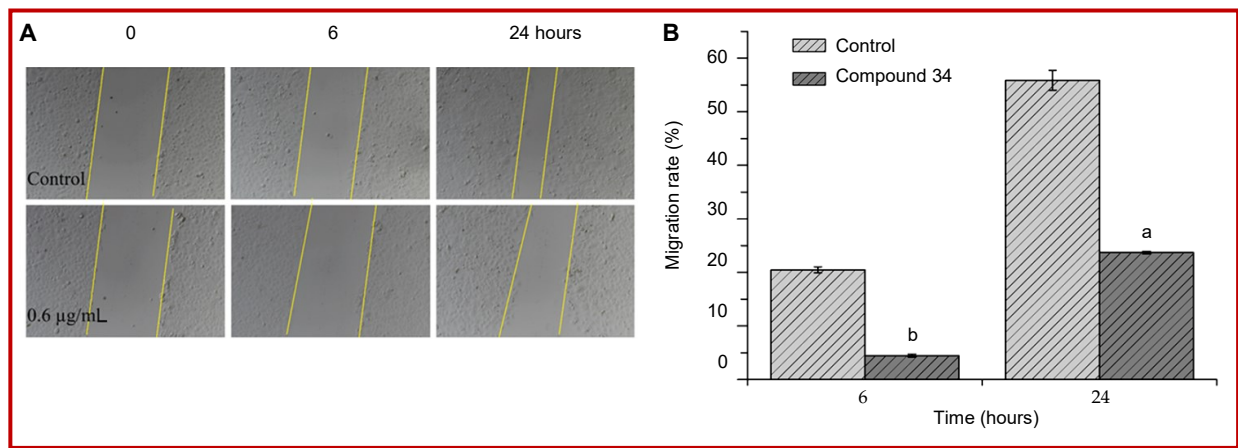 A
0
6
24 hours
Control
0.6 µg/mL
B
Control
Compound 34
Migration rate (%)
60
50
40
30
20
10
0
b
a
6
24
Time (hours)